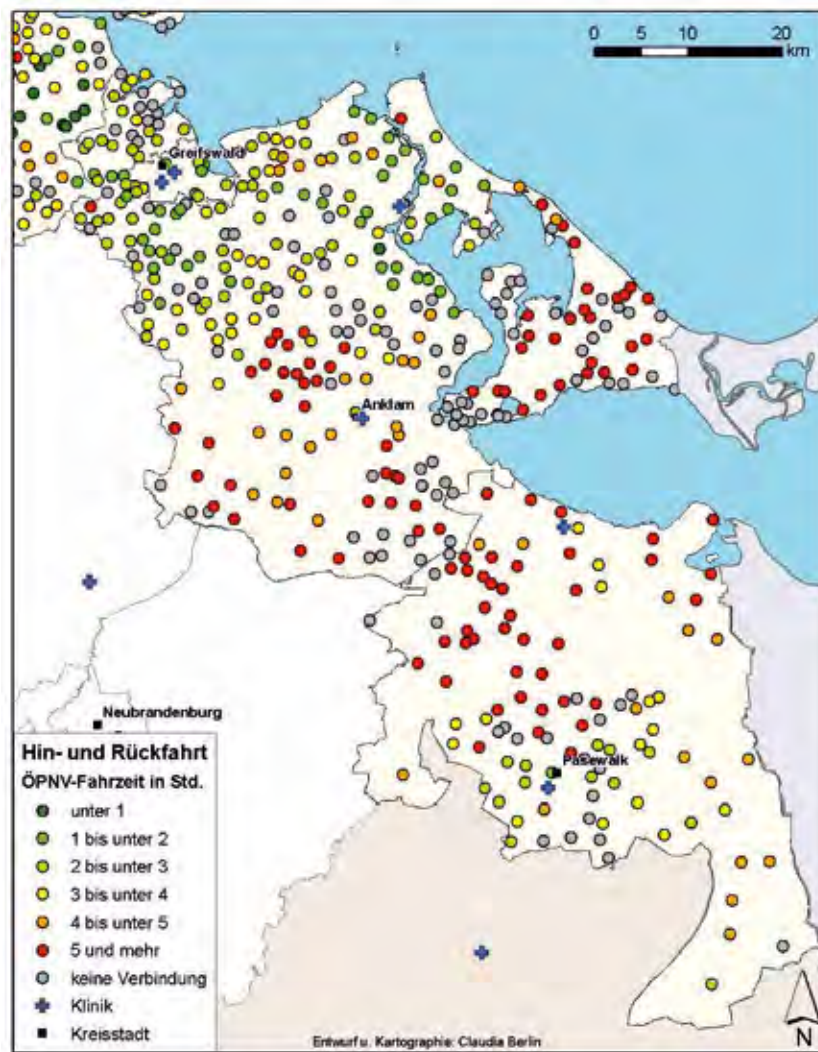 0 5 10 20
km
Greifswald
Anklam
Neubrandenburg
Pasewalk
Hin- und Rückfahrt
ÖPNV-Fahrzeit in Std.
unter 1
1 bis unter 2
2 bis unter 3
3 bis unter 4
4 bis unter 5
5 und mehr
keine Verbindung
Klinik
Kreisstadt
Entwurf u. Kartographie: Claudia Berlin
N